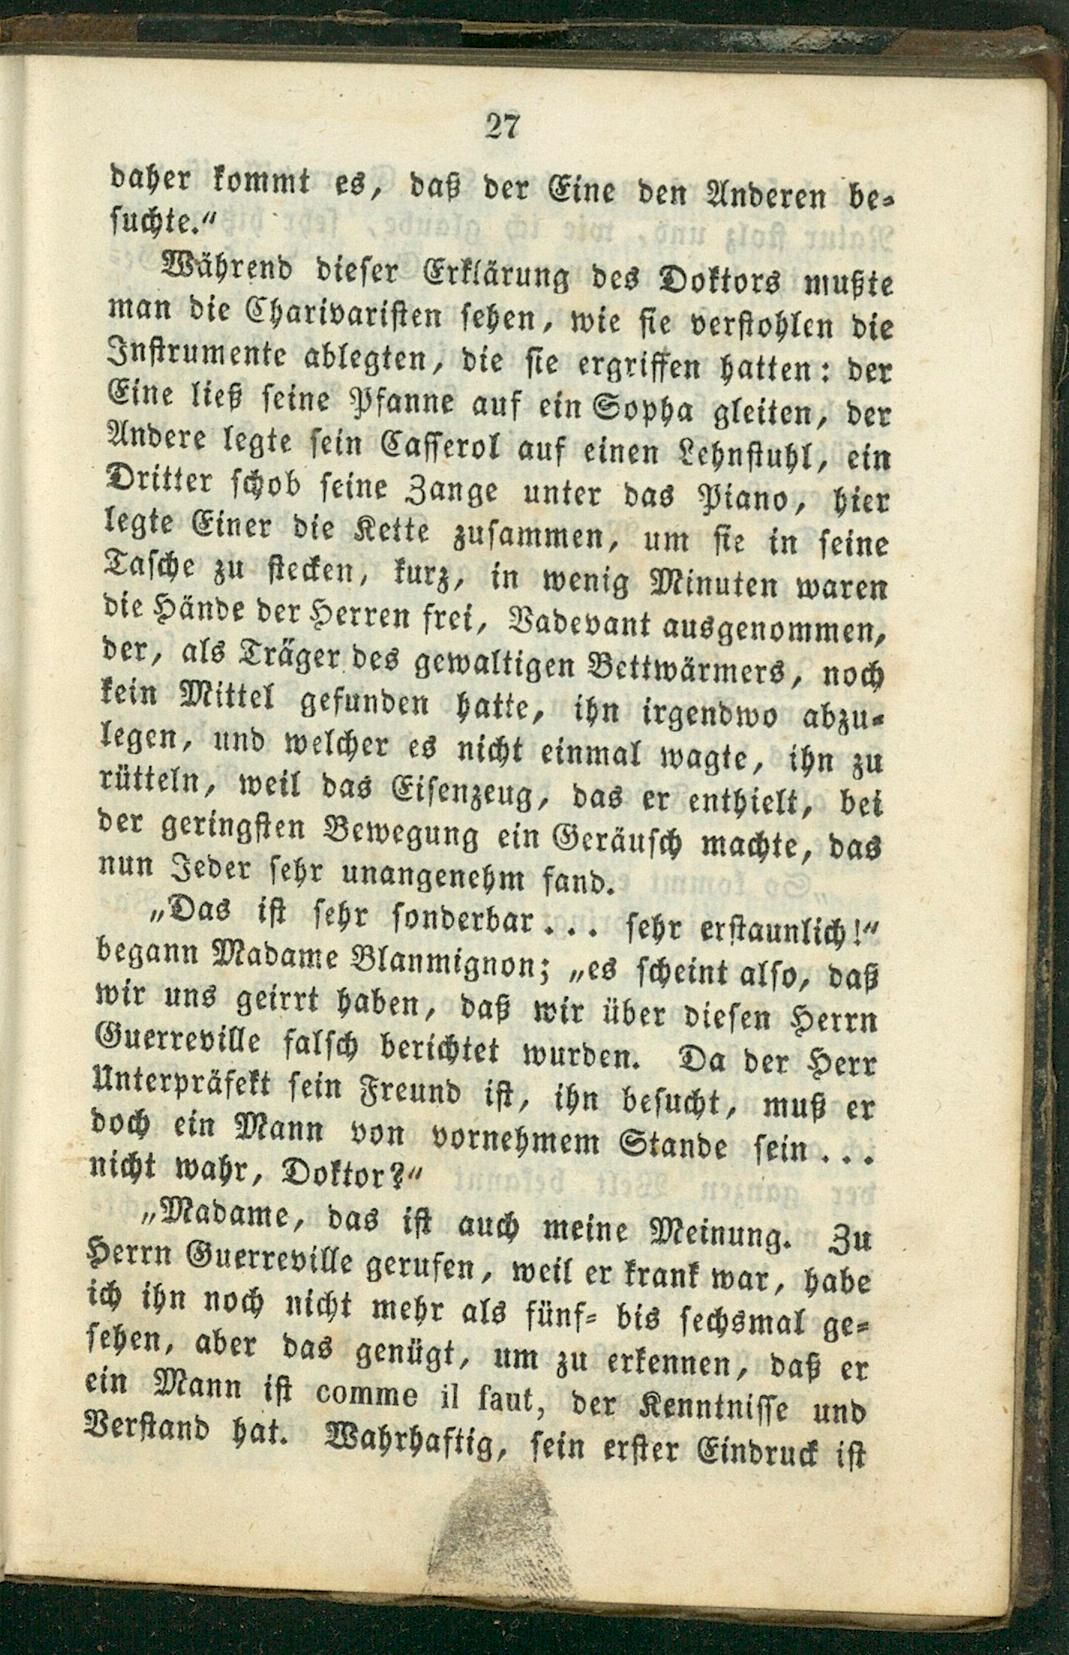 27
daher kommt es, daß der Eine den Anderen be-
suchte.“
Während dieser Erklärung des Doktors mußte
man die Charivaristen sehen, wie sie verstohlen die
Instrumente ablegten, die sie ergriffen hatten: der
Eine ließ seine Pfanne auf ein Sopha gleiten, der
Andere legte sein Casserol auf einen Lehnstuhl, ein
Dritter schob seine Zange unter das Piano, hier
legte Einer die Kette zusammen, um sie in seine
Tasche zu stecken, kurz, in wenig Minuten waren
die Hände der Herren frei, Vadevant ausgenommen,
der, als Träger des gewaltigen Bettwärmers, noch
kein Mittel gefunden hatte, ihn irgendwo abzu-
legen, und welcher es nicht einmal wagte, ihn zu
rütteln, weil das Eisenzeug, das er enthielt, bei
der geringsten Bewegung ein Geräusch machte, das
nun Jeder sehr unangenehm fand.
„Das ist sehr sonderbar... sehr erstaunlich!“
begann Madame Blanmignon; „es scheint also, daß
wir uns geirrt haben, daß wir über diesen Herrn
Guerreville falsch berichtet wurden. Da der Herr
Unterpräfekt sein Freund ist, ihn besucht, muß er
doch ein Mann von vornehmem Stande sein...
nicht wahr, Doktor?“
„Madame, das ist auch meine Meinung. Zu
Herrn Guerreville gerufen, weil er krank war, habe
ich ihn noch nicht mehr als fünf- bis sechsmal ge-
sehen, aber das genügt, um zu erkennen, daß er
ein Mann ist comme il faut, der Kenntnisse und
Verstand hat. Wahrhaftig, sein erster Eindruck ist